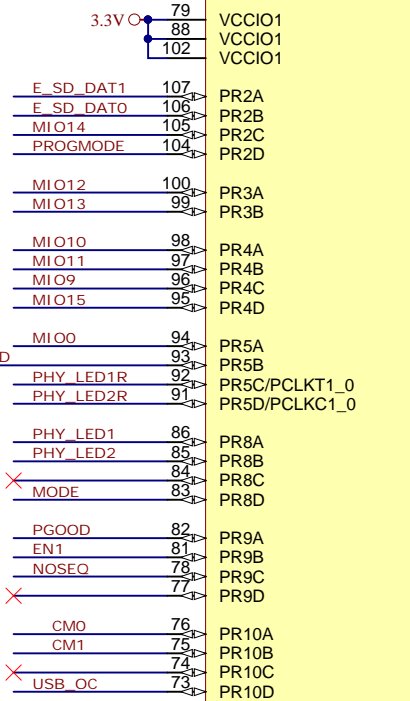 3.3V 79 VCCIO1
88 VCCIO1
102 VCCIO1
E_SD_DAT1 107 PR2A
E_SD_DAT0 106 PR2B
MIO14 105 PR2C
PROGMODE 104 PR2D
MIO12 100 PR3A
MIO13 99 PR3B
MIO10 98 PR4A
MIO11 97 PR4B
MIO9 96 PR4C
MIO15 95 PR4D
MIO0 94 PR5A
D 93 PR5B
PHY_LED1R 92 PR5C/PCLKT1_0
PHY_LED2R 91 PR5D/PCLKC1_0
PHY_LED1 86 PR8A
PHY_LED2 85 PR8B
84 PR8C
MODE 83 PR8D
PGOOD 82 PR9A
EN1 81 PR9B
NOSEQ 78 PR9C
77 PR9D
CM0 76 PR10A
CM1 75 PR10B
74 PR10C
USB_OC 73 PR10D